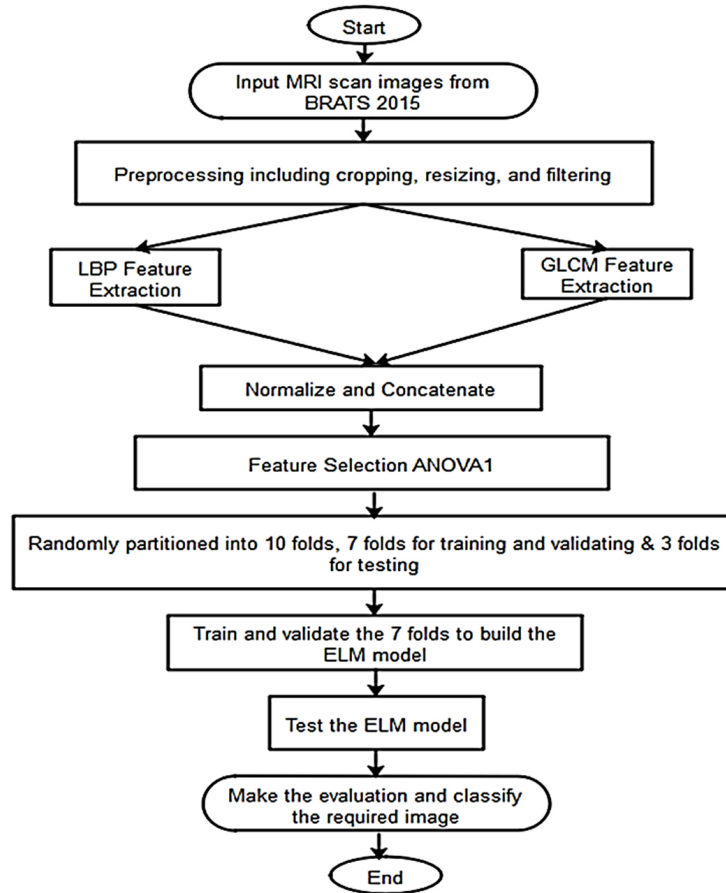 Start
Input MRI scan images from
BRATS 2015
Preprocessing including cropping, resizing, and filtering
LBP Feature
Extraction
GLCM Feature
Extraction
Normalize and Concatenate
Feature Selection ANOVA1
Randomly partitioned into 10 folds, 7 folds for training and validating & 3 folds
for testing
Train and validate the 7 folds to build the
ELM model
Test the ELM model
Make the evaluation and classify
the required image
End